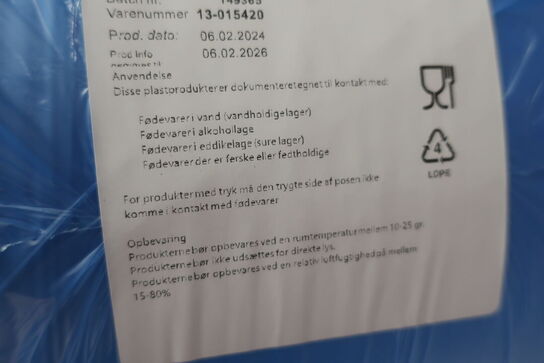 Batch nr. 149365
Varenummer 13-015420
Prod. dato: 06.02.2024
Prod Info 06.02.2026
Anvendelse
Disse plastprodukter er dokumenteret egnet til kontakt med:
Fødevarer i vand (vandholdige lager)
Fødevarer i alkohollage
Fødevarer i eddikelage (sure lager)
Fødevarer der er ferske eller fedtholdige
4
LDPE
For produkter med tryk må den trygte side af posen ikke
komme i kontakt med fødevarer
Opbevaring
Produkterne bør opbevares ved en rumtemperatur mellem 10-25 gr.
Produkterne bør ikke udsættes for direkte lys.
Produkterne bør opbevares ved en relativ luftfugtighed på mellem
15-80%